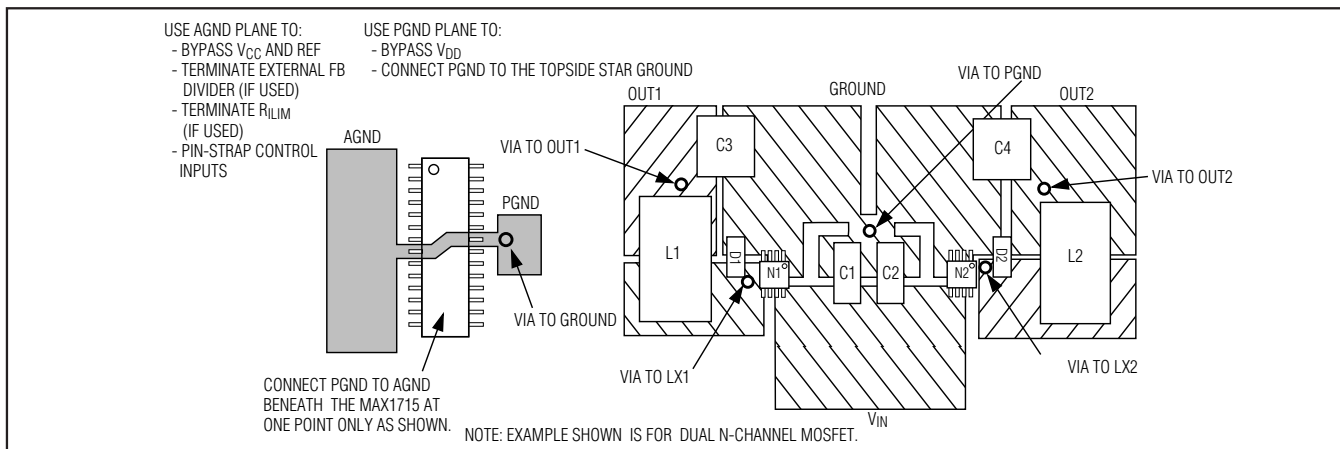 USE AGND PLANE TO:
- BYPASS VCC AND REF
- TERMINATE EXTERNAL FB
DIVIDER (IF USED)
- TERMINATE RILIM
(IF USED)
- PIN-STRAP CONTROL
INPUTS
USE PGND PLANE TO:
- BYPASS VDD
- CONNECT PGND TO THE TOPSIDE STAR GROUND
AGND
PGND
VIA TO GROUND
CONNECT PGND TO AGND
BENEATH THE MAX1715 AT
ONE POINT ONLY AS SHOWN.
VIA TO PGND
OUT1
GROUND
OUT2
C3
C4
VIA TO OUT1
VIA TO OUT2
L1
D1
N1
C1
C2
N2
D2
L2
VIA TO LX1
VIA TO LX2
VIN
NOTE: EXAMPLE SHOWN IS FOR DUAL N-CHANNEL MOSFET.